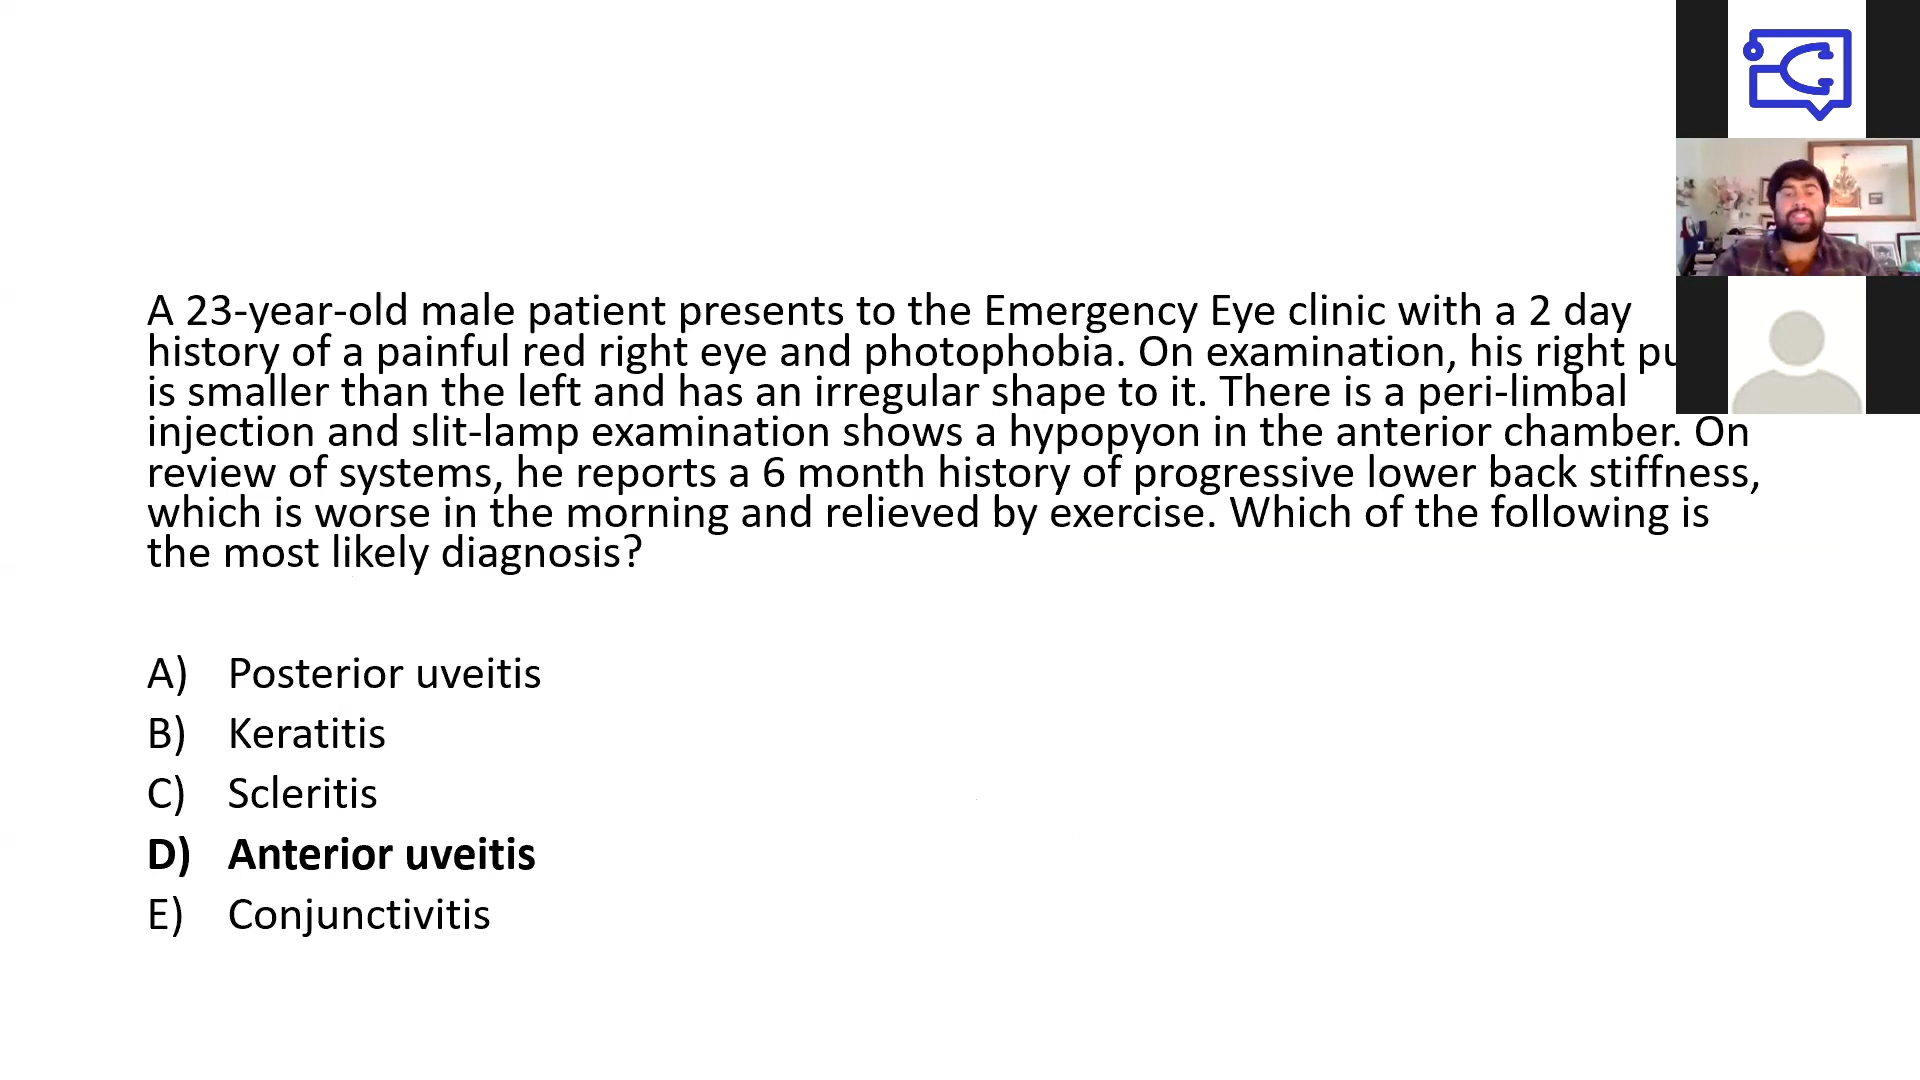 A 23-year-old male patient presents to the Emergency Eye clinic with a 2 day
history of a painful red right eye and photophobia. On examination, his right
is smaller than the left and has an irregular shape to it. There is a peri-limbal
injection and slit-lamp examination shows a hypopyon in the anterior chamber. On
review of systems, he reports a 6 month history of progressive lower back stiffness,
which is worse in the morning and relieved by exercise. Which of the following is
the most likely diagnosis?
A) Posterior uveitis
B) Keratitis
C) Scleritis
D) Anterior uveitis
E) Conjunctivitis